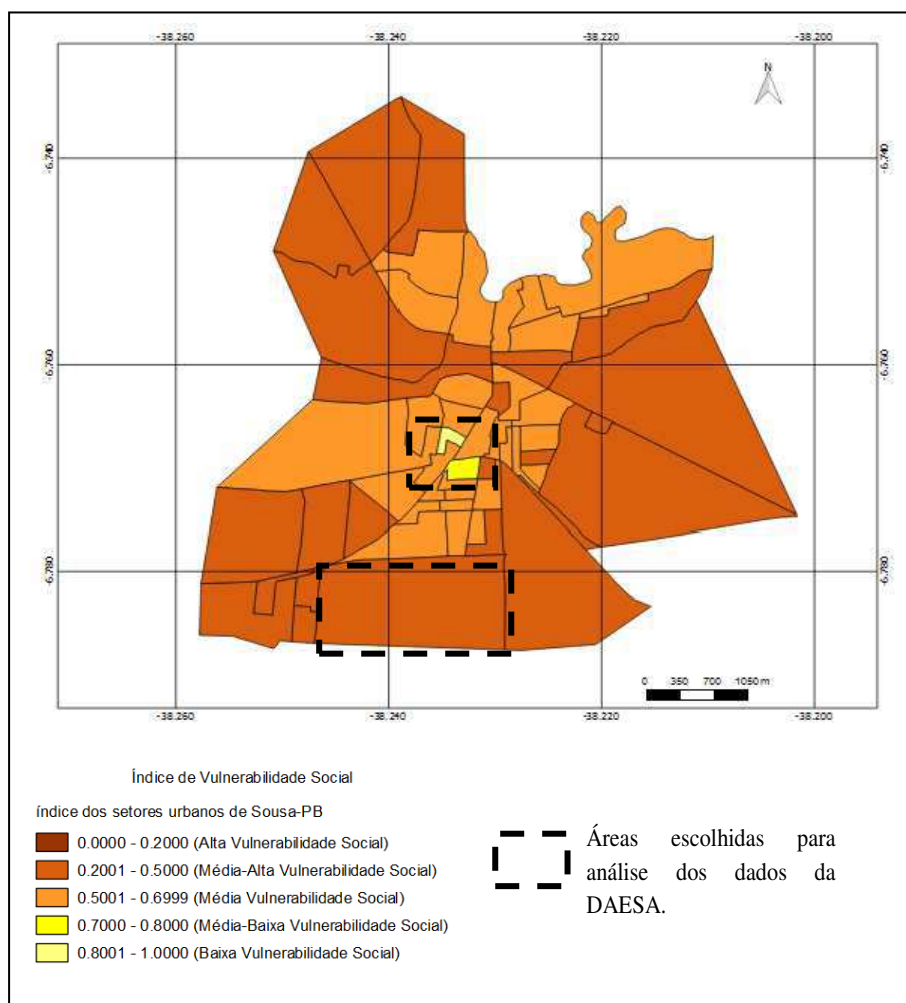 -38.260 -38.240 -38.220 -38.200
N
-6.740 -6.740
-6.760 -6.760
-6.780 -6.780
0 350 700 1050 m
-38.260 -38.240 -38.220 -38.200
Índice de Vulnerabilidade Social
índice dos setores urbanos de Sousa-PB
0.0000 - 0.2000 (Alta Vulnerabilidade Social)
0.2001 - 0.5000 (Média-Alta Vulnerabilidade Social)
0.5001 - 0.6999 (Média Vulnerabilidade Social)
0.7000 - 0.8000 (Média-Baixa Vulnerabilidade Social)
0.8001 - 1.0000 (Baixa Vulnerabilidade Social)
Áreas escolhidas para
análise dos dados da
DAESA.